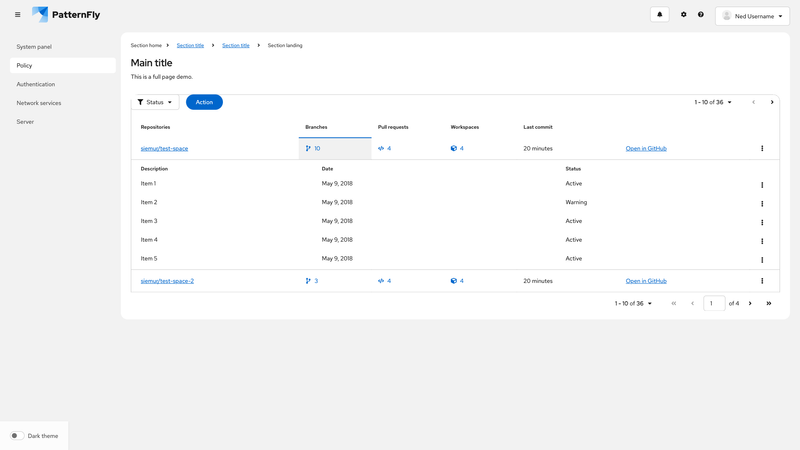 PatternFly
Ned Username
System panel
Policy
Authentication
Network services
Server
Section home Section title Section title Section landing
Main title
This is a full page demo.
Status Action 1 - 10 of 36
Repositories Branches Pull requests Workspaces Last commit
siemur/test-space 10 4 4 20 minutes Open in GitHub
Description Date Status
Item 1 May 9, 2018 Active
Item 2 May 9, 2018 Warning
Item 3 May 9, 2018 Active
Item 4 May 9, 2018 Active
Item 5 May 9, 2018 Active
siemur/test-space-2 3 4 4 20 minutes Open in GitHub
1 - 10 of 36 1 of 4
Dark theme